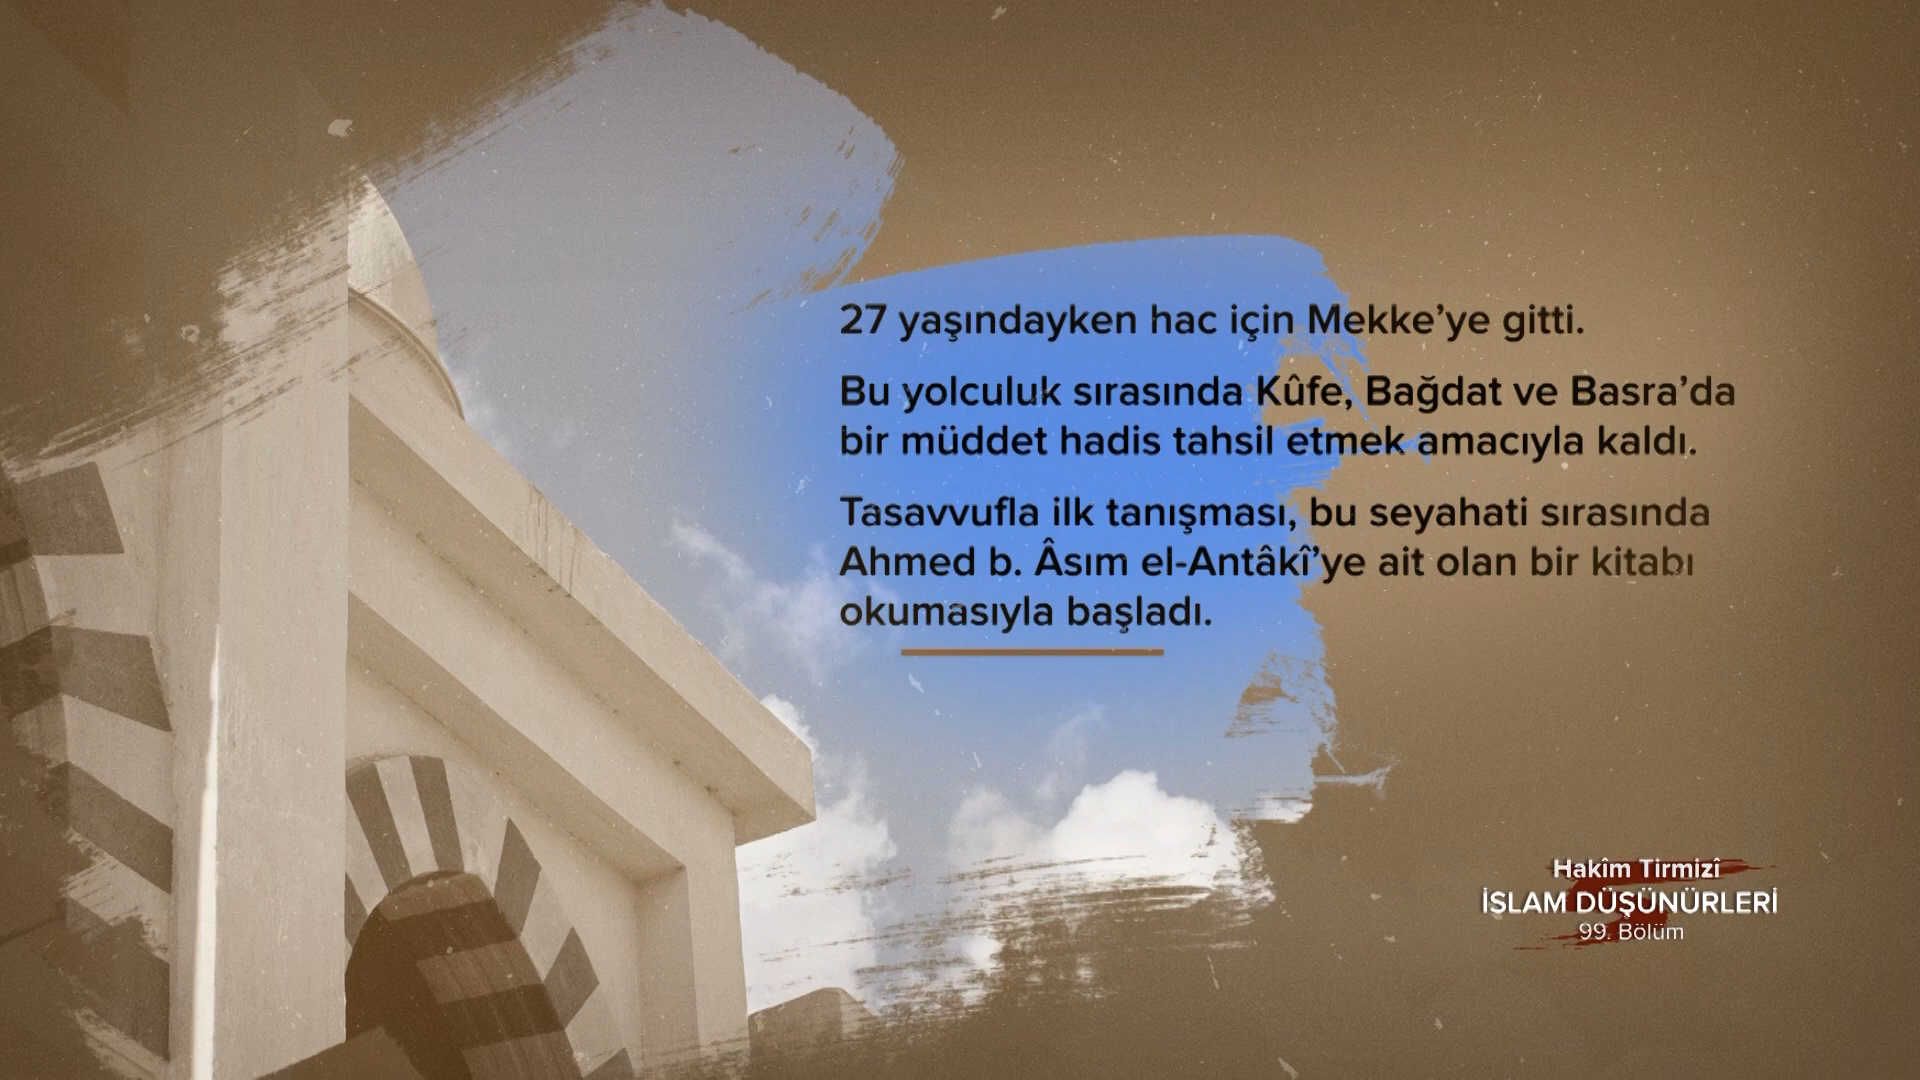 27 yaşındayken hac için Mekke’ye gitti.
Bu yolculuk sırasında Kûfe, Bağdat ve Basra’da
bir müddet hadis tahsil etmek amacıyla kaldı.
Tasavvufla ilk tanışması, bu seyahati sırasında
Ahmed b. Âsım el-Antâkî’ye ait olan bir kitabı
okumasıyla başladı.
Hakîm Tirmizî
İSLAM DÜŞÜNÜRLERİ
99. Bölüm